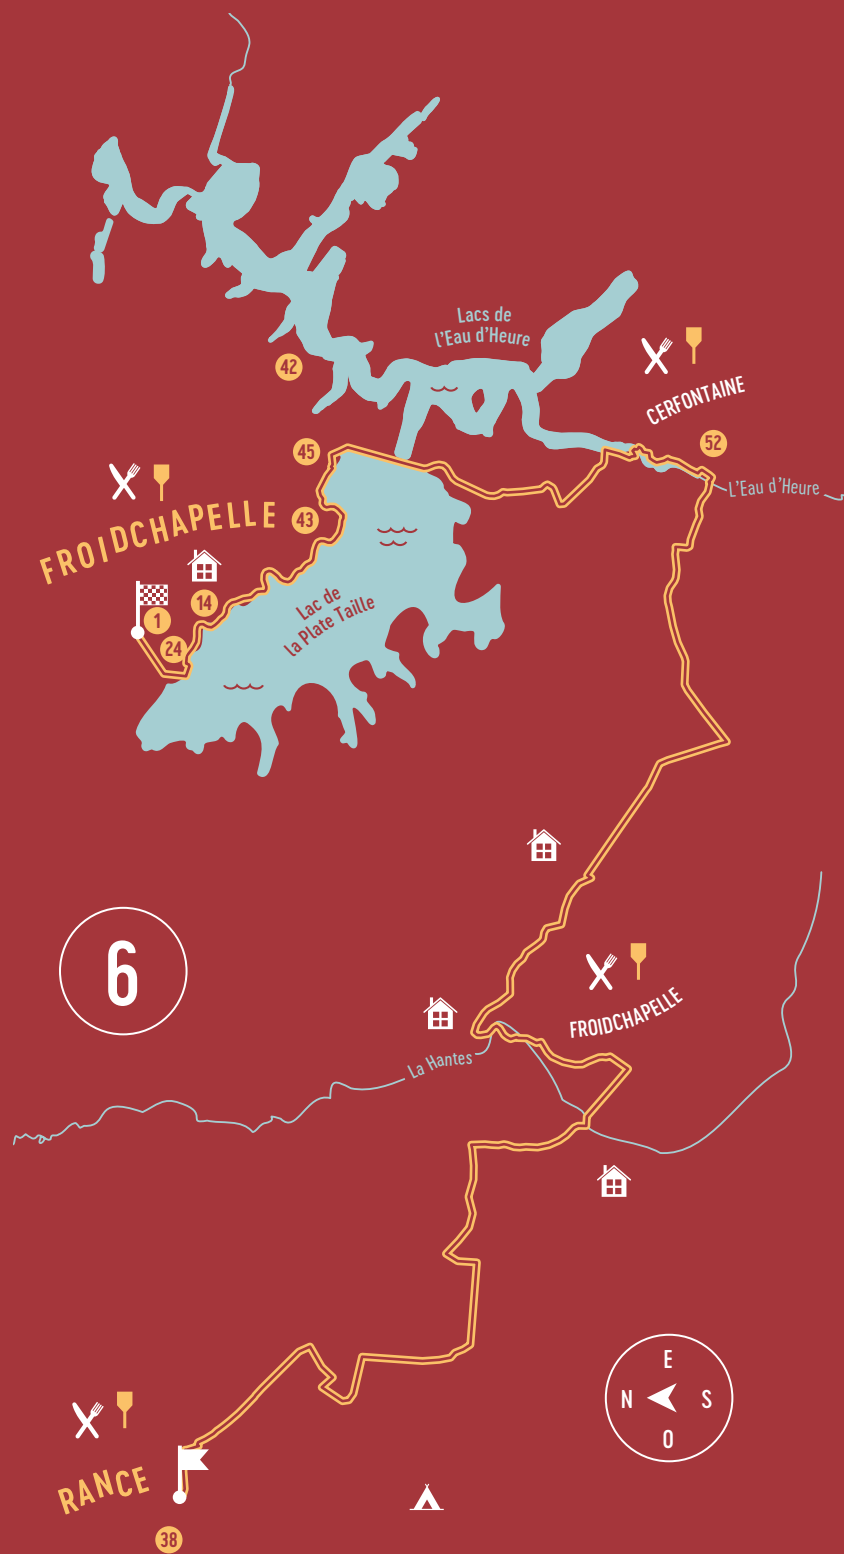 Lacs de
l'Eau d'Heure
42
CERFONTAINE
52
45
L'Eau d'Heure
FROIDCHAPELLE
43
14
Lac de
la Plate Taille
1
24
6
FROIDCHAPELLE
La Hantes
E
N
S
O
RANCE
38